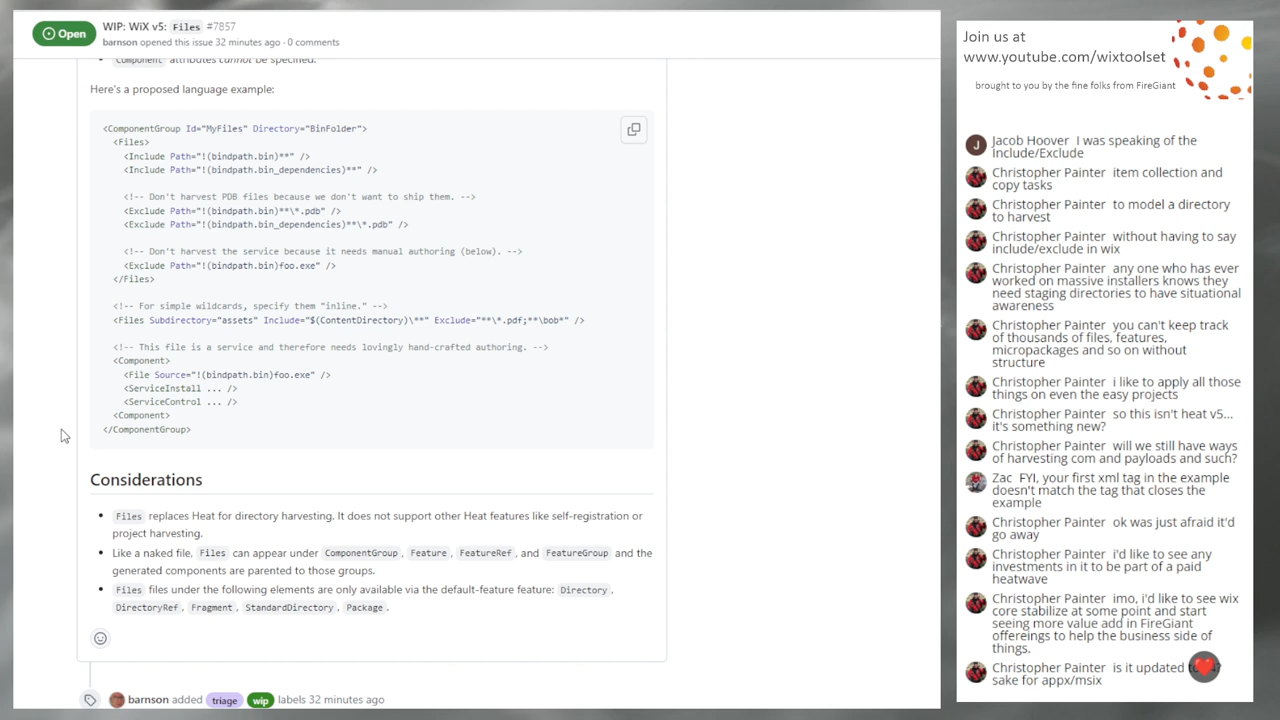 Open
WIP: WiX v5: Files #7857
barnson opened this issue 32 minutes ago · 0 comments
Component attributes cannot be specified.
Here's a proposed language example:
<ComponentGroup Id="MyFiles" Directory="BinFolder">
<Files>
<Include Path="!(bindpath.bin)**" />
<Include Path="!(bindpath.bin_dependencies)**" />
<!-- Don't harvest PDB files because we don't want to ship them. -->
<Exclude Path="!(bindpath.bin)**\*.pdb" />
<Exclude Path="!(bindpath.bin_dependencies)**\*.pdb" />
<!-- Don't harvest the service because it needs manual authoring (below). -->
<Exclude Path="!(bindpath.bin)foo.exe" />
</Files>
<!-- For simple wildcards, specify them "inline." -->
<Files Subdirectory="assets" Include="$(ContentDirectory)\**" Exclude="**\*.pdf;**\bob*" />
<!-- This file is a service and therefore needs lovingly hand-crafted authoring. -->
<Component>
<File Source="!(bindpath.bin)foo.exe" />
<ServiceInstall ... />
<ServiceControl ... />
<Component>
</ComponentGroup>
Considerations
• Files replaces Heat for directory harvesting. It does not support other Heat features like self-registration or
project harvesting.
• Like a naked file, Files can appear under ComponentGroup, Feature, FeatureRef, and FeatureGroup and the
generated components are parented to those groups.
• Files files under the following elements are only available via the default-feature feature: Directory,
DirectoryRef, Fragment, StandardDirectory, Package.
barnson added triage wip labels 32 minutes ago
Join us at
www.youtube.com/wixtoolset
brought to you by the fine folks from FireGiant
J
Jacob Hoover I was speaking of the
Include/Exclude
Christopher Painter item collection and
copy tasks
Christopher Painter to model a directory
to harvest
Christopher Painter without having to say
include/exclude in wix
Christopher Painter any one who has ever
worked on massive installers knows they
need staging directories to have situational
awareness
Christopher Painter you can't keep track
of thousands of files, features,
micropackages and so on without
structure
Christopher Painter i like to apply all those
things on even the easy projects
Christopher Painter so this isn't heat v5...
it's something new?
Christopher Painter will we still have ways
of harvesting com and payloads and such?
Zac FYI, your first xml tag in the example
doesn't match the tag that closes the
example
Christopher Painter ok was just afraid it'd
go away
Christopher Painter i'd like to see any
investments in it to be part of a paid
heatwave
Christopher Painter imo, i'd like to see wix
core stabilize at some point and start
seeing more value add in FireGiant
offereings to help the business side of
things.
Christopher Painter is it updated
sake for appx/msix